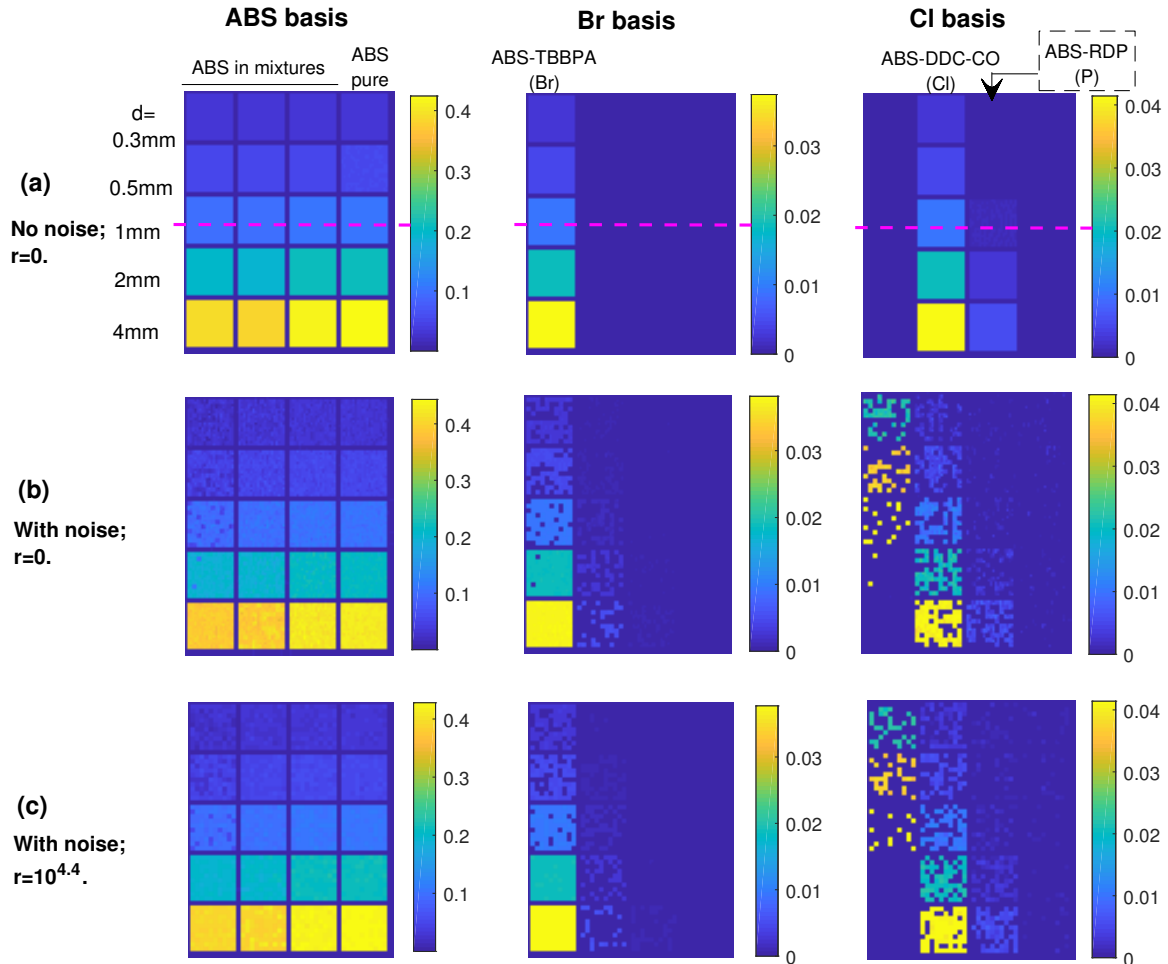 ABS basis
Br basis
Cl basis
ABS in mixtures
ABS
pure
ABS-TBBPA
(Br)
ABS-DDC-CO
(Cl)
ABS-RDP
(P)
(a)
No noise;
r=0.
d=
0.3mm
0.5mm
1mm
2mm
4mm
0.4
0.3
0.2
0.1
0.03
0.02
0.01
0
0.04
0.03
0.02
0.01
0
(b)
With noise;
r=0.
0.4
0.3
0.2
0.1
0.03
0.02
0.01
0
0.04
0.03
0.02
0.01
0
(c)
With noise;
r=10^4.4.
0.4
0.3
0.2
0.1
0.03
0.02
0.01
0
0.04
0.03
0.02
0.01
0